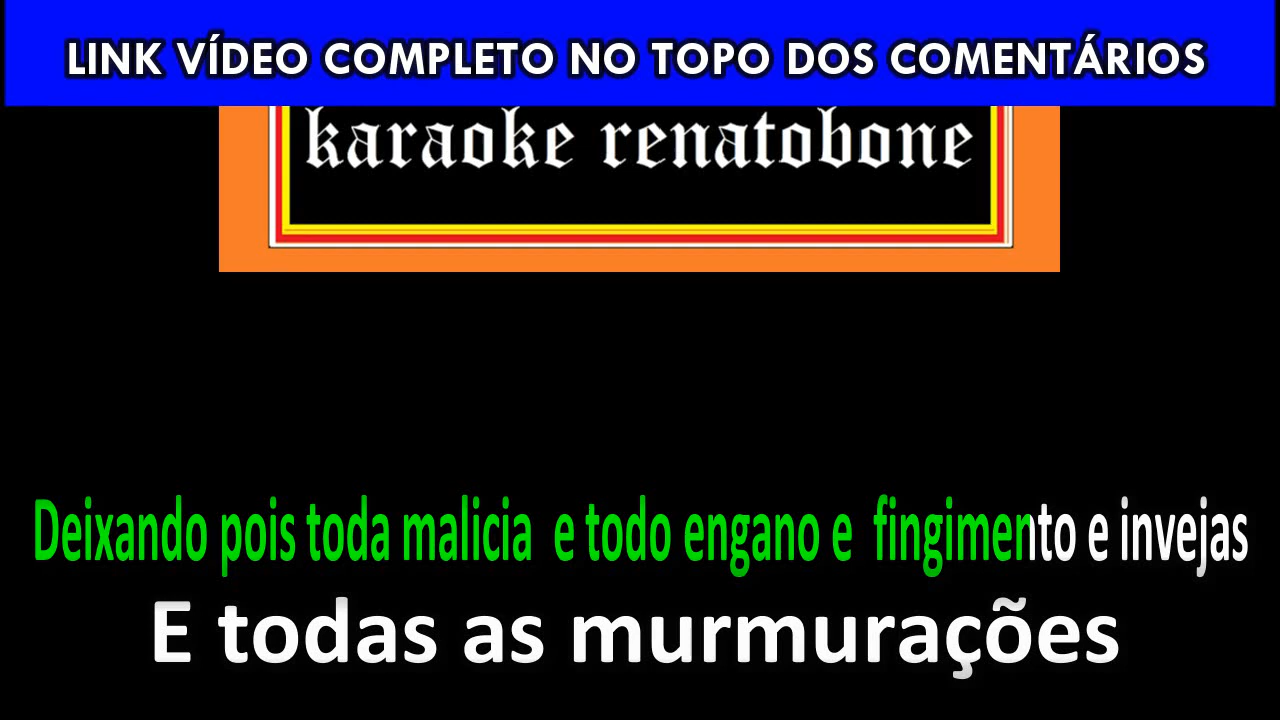 LINK VÍDEO COMPLETO NO TOPO DOS COMENTÁRIOS
karaoke renatobone
Deixando pois toda malicia e todo engano e fingimento e invejas
E todas as murmurações